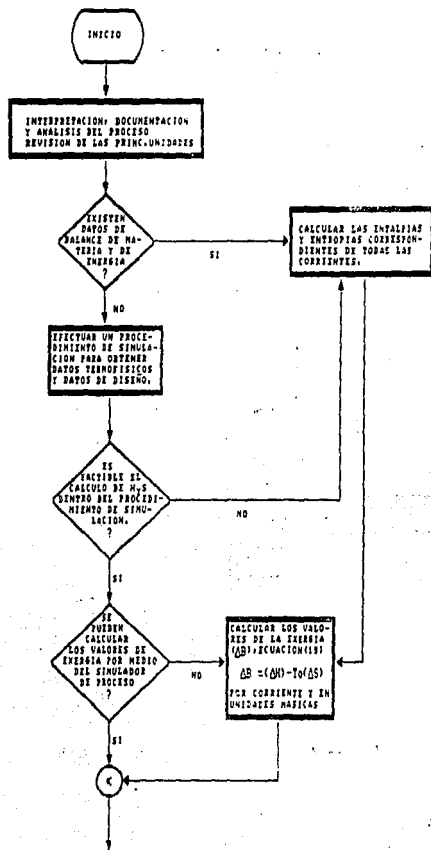 INICIO
INTERPRETACION; DOCUMENTACION
Y ANALISIS DEL PROCESO
REVISION DE LAS PRINC.UNIDADES
EXISTEN
DATOS DE
BALANCE DE MA-
TERIA Y DE
ENERGIA
?
SI
CALCULAR LAS ENTALPIAS
Y ENTROPIAS CORRESPON-
DIENTES DE TODAS LAS
CORRIENTES.
NO
EFECTUAR UN PROCE-
DIMIENTO DE SIMULA-
CION PARA OBTENER
DATOS TERMOFISICOS
Y DATOS DE DISEÑO.
ES
FACTIBLE EL
CALCULO DE HyS
DENTRO DEL PROCEDI-
MIENTO DE SIMU-
LACION.
?
NO
SI
SE
PUEDEN
CALCULAR
LOS VALORES DE
EXERGIA POR MEDIO
DEL SIMULADOR
DE PROCESO
?
NO
CALCULAR LOS VALO-
RES DE LA EXERGIA
(ΔB);ECUACION(19)
ΔB =(ΔH)-To(ΔS)
POR CORRIENTE Y EN
UNIDADES MASICAS
SI
K